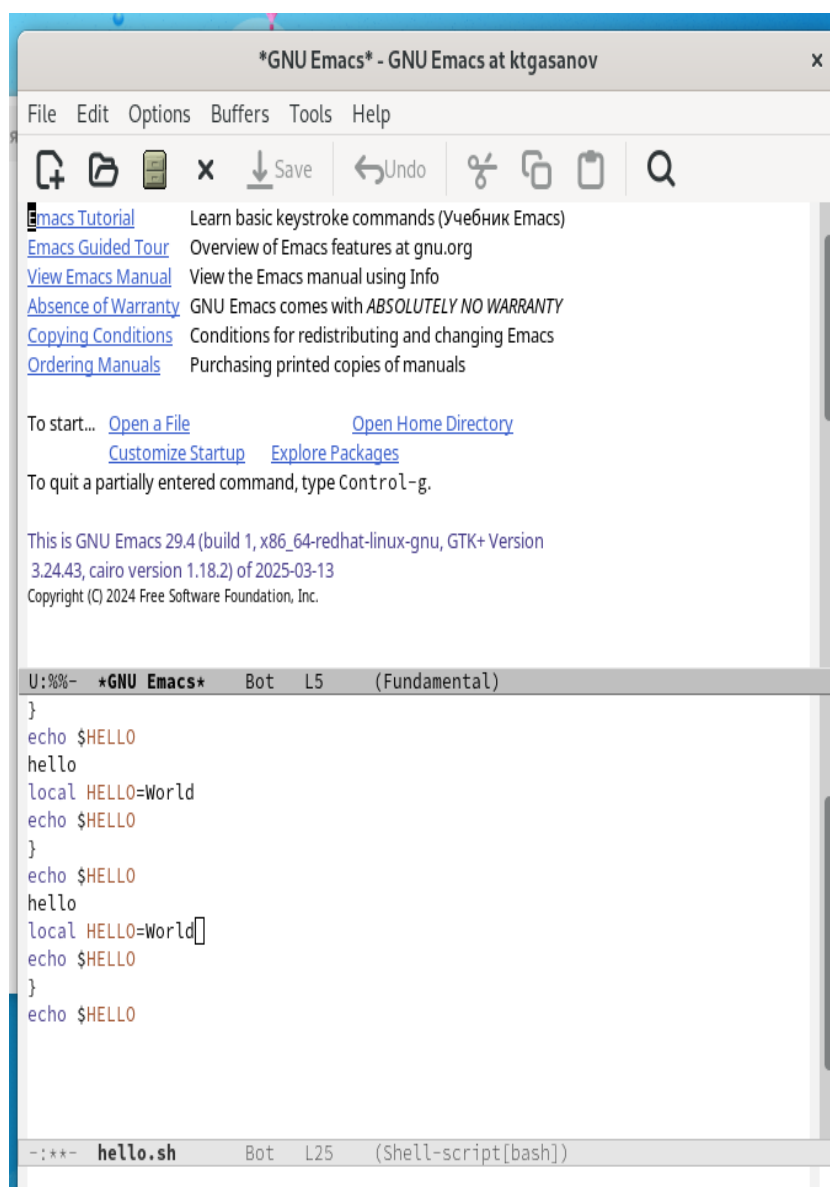 *GNU Emacs* - GNU Emacs at ktgasanov
File Edit Options Buffers Tools Help
Save Undo
Emacs Tutorial Learn basic keystroke commands (Учебник Emacs)
Emacs Guided Tour Overview of Emacs features at gnu.org
View Emacs Manual View the Emacs manual using Info
Absence of Warranty GNU Emacs comes with ABSOLUTELY NO WARRANTY
Copying Conditions Conditions for redistributing and changing Emacs
Ordering Manuals Purchasing printed copies of manuals
To start... Open a File Open Home Directory
Customize Startup Explore Packages
To quit a partially entered command, type Control-g.
This is GNU Emacs 29.4 (build 1, x86_64-redhat-linux-gnu, GTK+ Version
3.24.43, cairo version 1.18.2) of 2025-03-13
Copyright (C) 2024 Free Software Foundation, Inc.
U:%%- *GNU Emacs* Bot L5 (Fundamental)
}
echo $HELLO
hello
local HELLO=World
echo $HELLO
}
echo $HELLO
hello
local HELLO=World
echo $HELLO
}
echo $HELLO
-:**- hello.sh Bot L25 (Shell-script[bash])